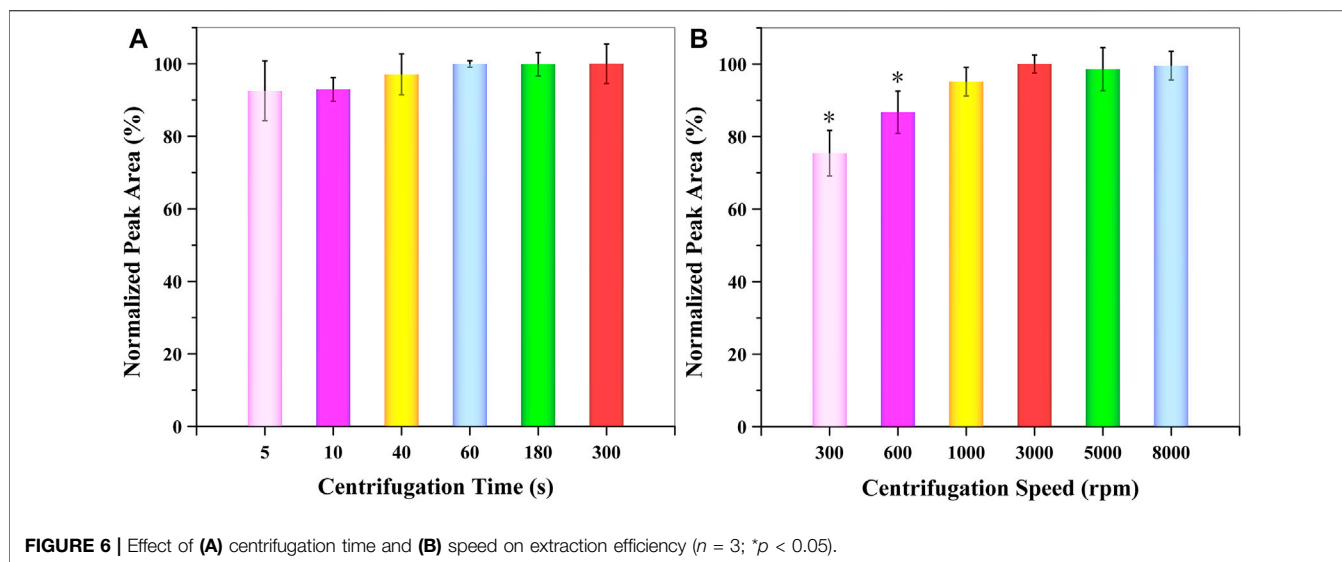 A
Normalized Peak Area (%)
100
80
60
40
20
0
5 10 40 60 180 300
Centrifugation Time (s)
B
Normalized Peak Area (%)
100
80
60
40
20
0
* *
300 600 1000 3000 5000 8000
Centrifugation Speed (rpm)
FIGURE 6 | Effect of (A) centrifugation time and (B) speed on extraction efficiency (n = 3; *p < 0.05).